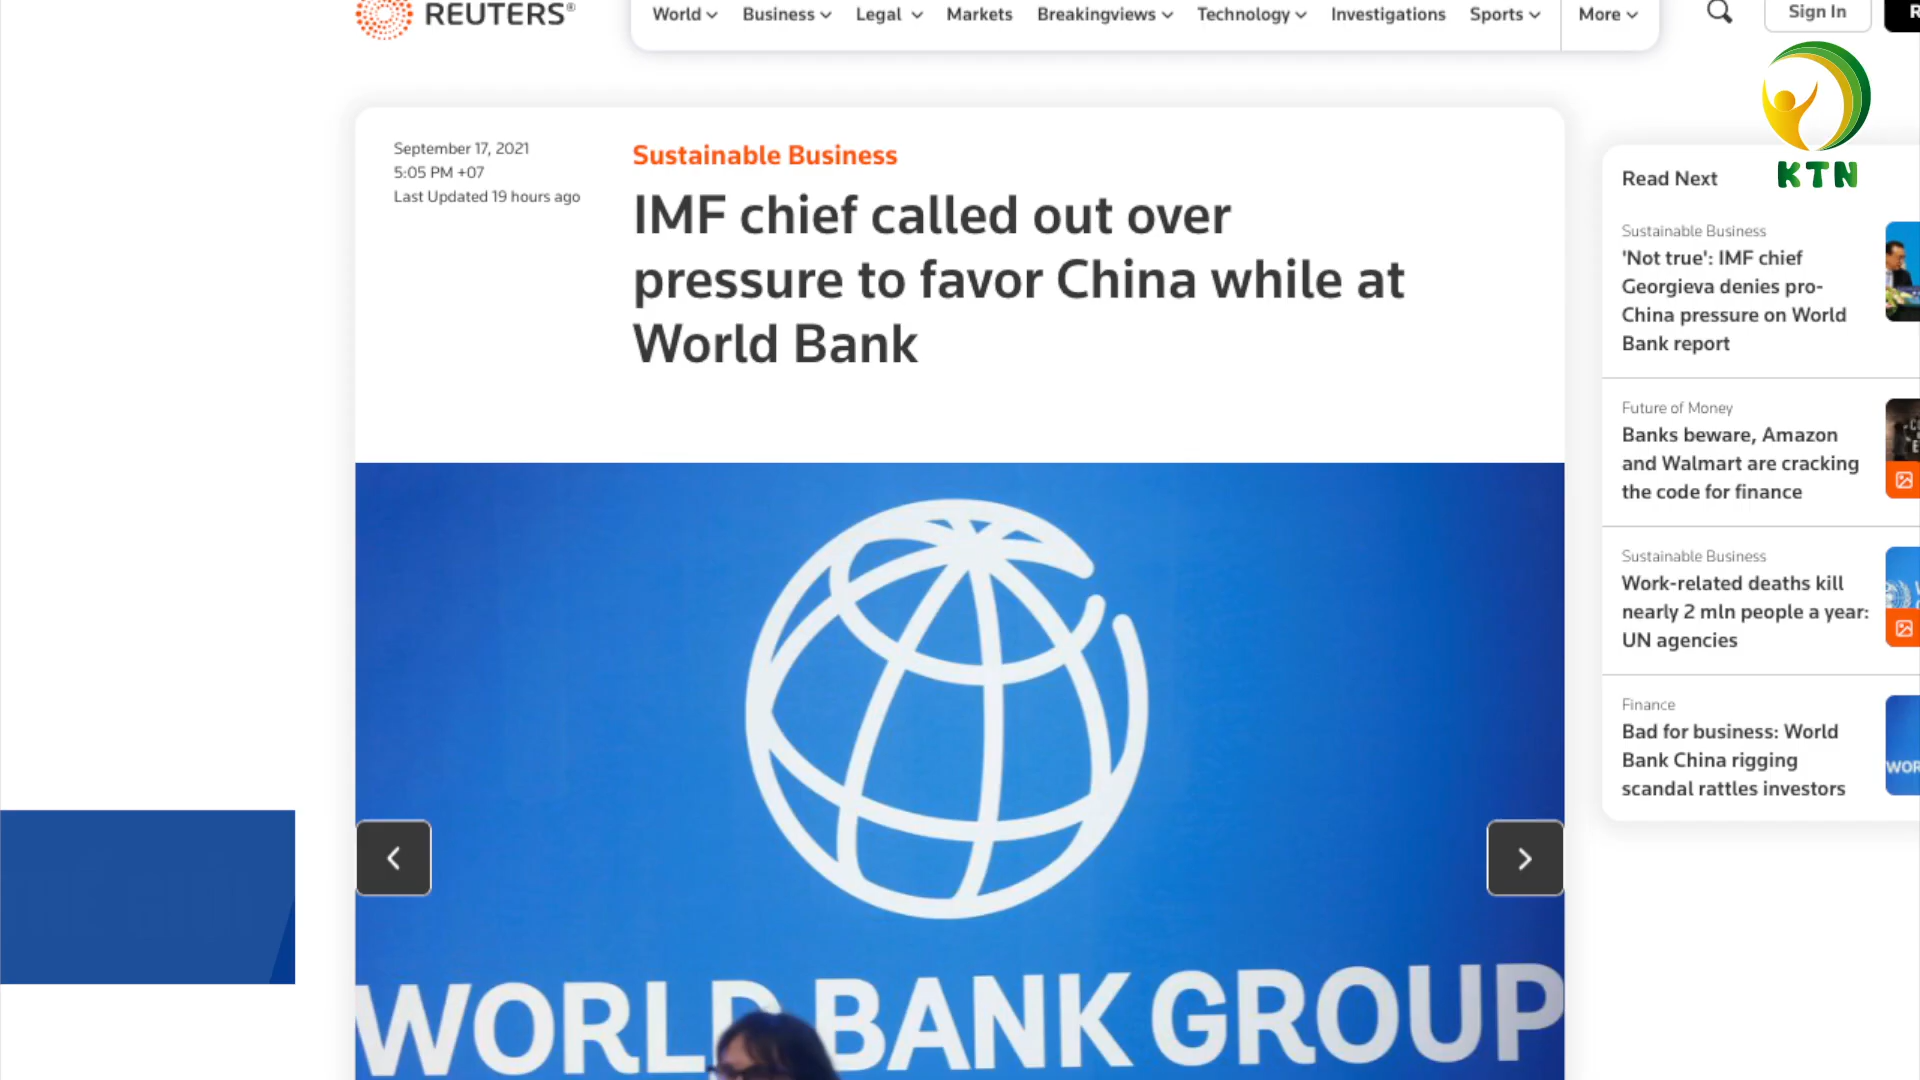 REUTERS®
World
Business
Legal
Markets
Breakingviews
Technology
Investigations
Sports
More
Sign In
R
KTN
September 17, 2021
5:05 PM +07
Last Updated 19 hours ago
Sustainable Business
IMF chief called out over
pressure to favor China while at
World Bank
WORLD BANK GROUP
Read Next
Sustainable Business
'Not true': IMF chief
Georgieva denies pro-
China pressure on World
Bank report
Future of Money
Banks beware, Amazon
and Walmart are cracking
the code for finance
Sustainable Business
Work-related deaths kill
nearly 2 mln people a year:
UN agencies
Finance
Bad for business: World
Bank China rigging
scandal rattles investors
WOR